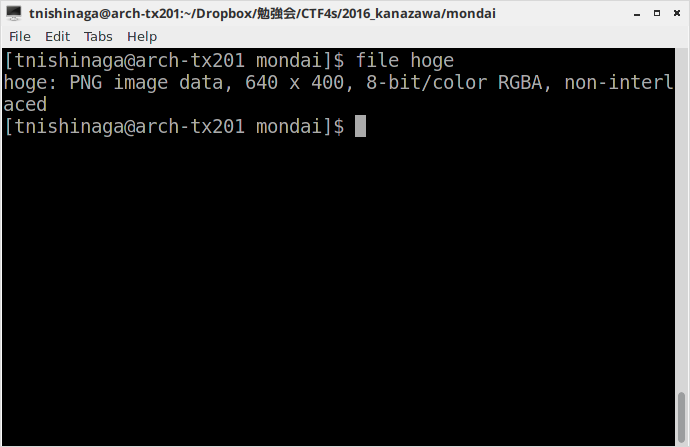 tnishinaga@arch-tx201:~/Dropbox/勉強会/CTF4s/2016_kanazawa/mondai
File Edit Tabs Help
[tnishinaga@arch-tx201 mondai]$ file hoge
hoge: PNG image data, 640 x 400, 8-bit/color RGBA, non-interl
aced
[tnishinaga@arch-tx201 mondai]$